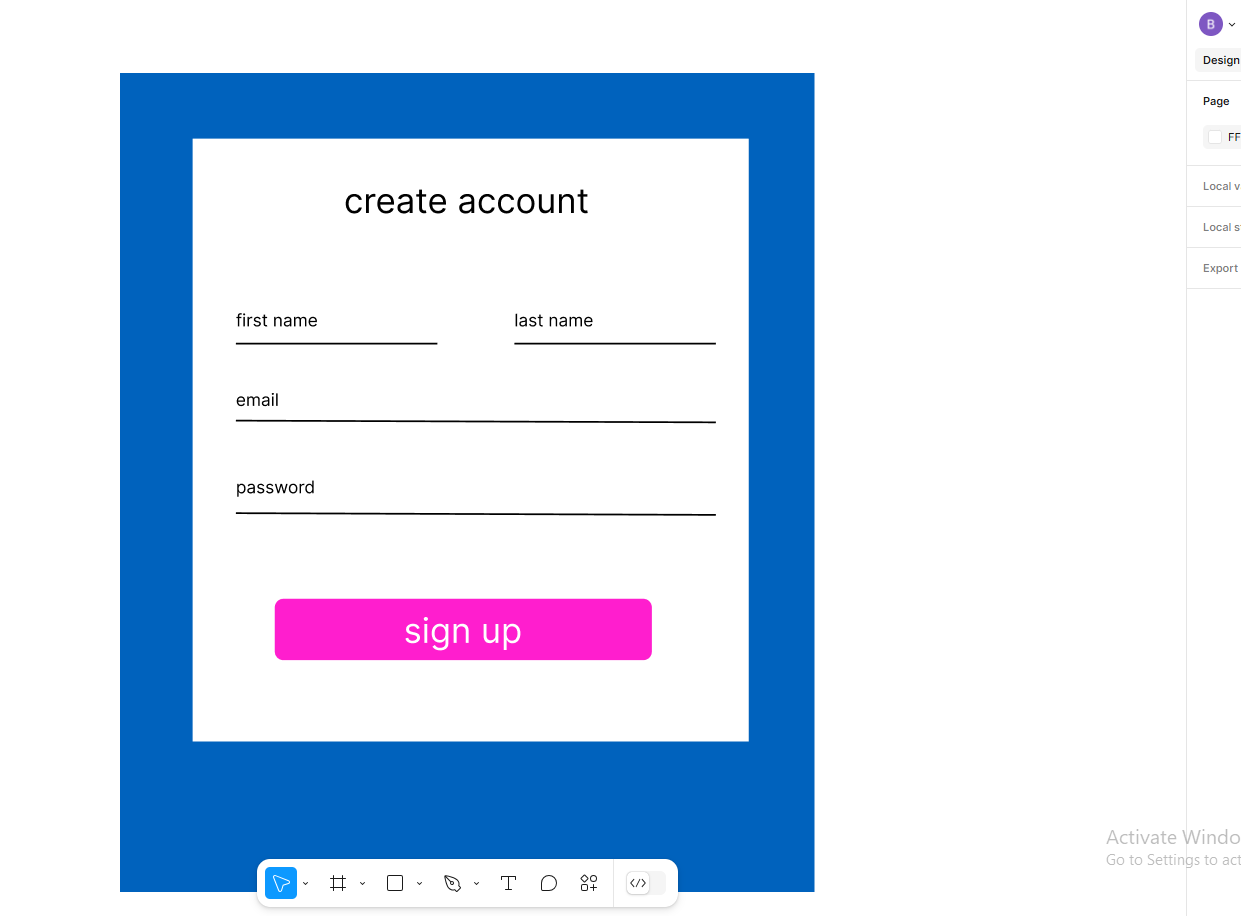 B
Design
Page
FF
create account
Local v
Local s
Export
first name last name
email
password
sign up
Activate Windo
Go to Settings to act